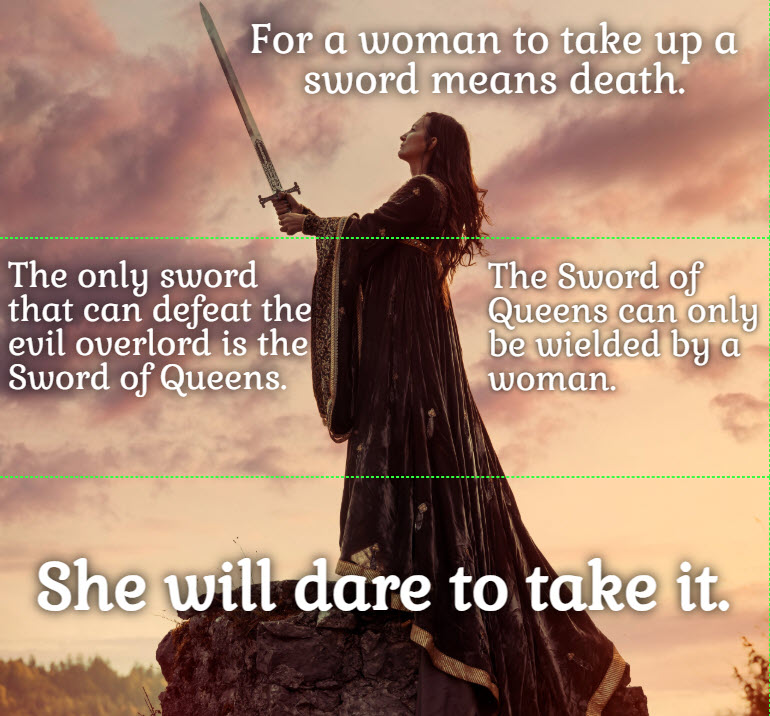 For a woman to take up a
sword means death.
The only sword
that can defeat the
evil overlord is the
Sword of Queens.
The Sword of
Queens can only
be wielded by a
woman.
She will dare to take it.